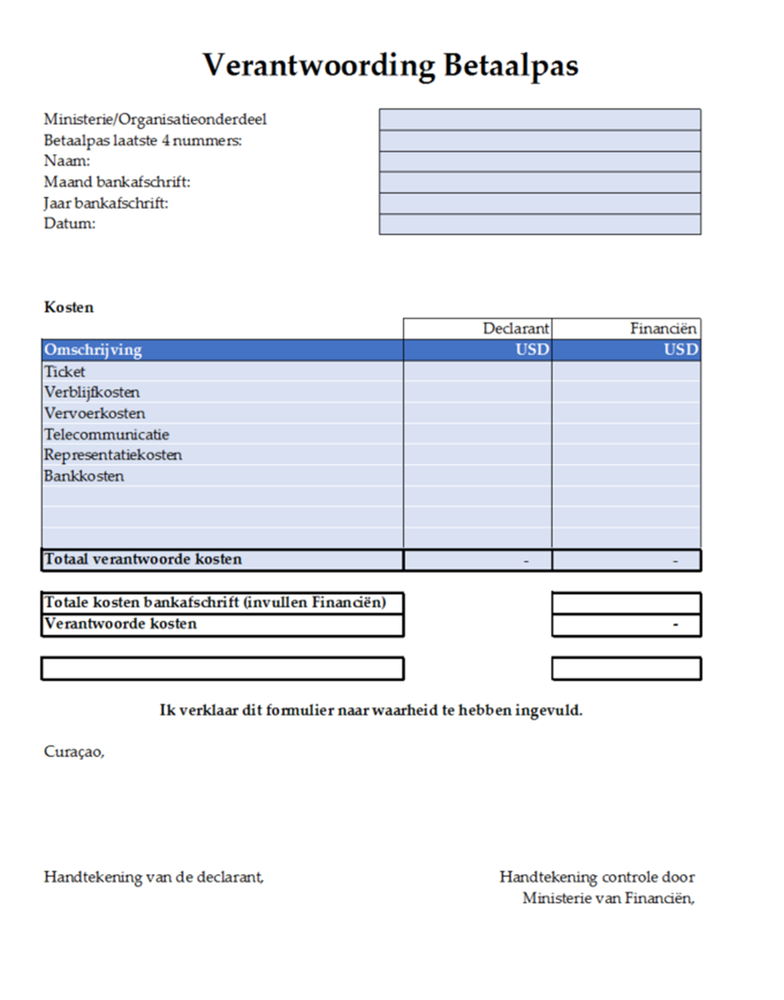 Verantwoording Betaalpas
Ministerie/Organisatieonderdeel
Betaalpas laatste 4 nummers:
Naam:
Maand bankafschrift:
Jaar bankafschrift:
Datum:
Kosten
Declarant Financiën
Omschrijving USD USD
Ticket
Verblijfkosten
Vervoerkosten
Telecommunicatie
Representatiekosten
Bankkosten
Totaal verantwoorde kosten - -
Totale kosten bankafschrift (invullen Financiën)
Verantwoorde kosten -
Ik verklaar dit formulier naar waarheid te hebben ingevuld.
Curaçao,
Handtekening van de declarant, Handtekening controle door
Ministerie van Financiën,